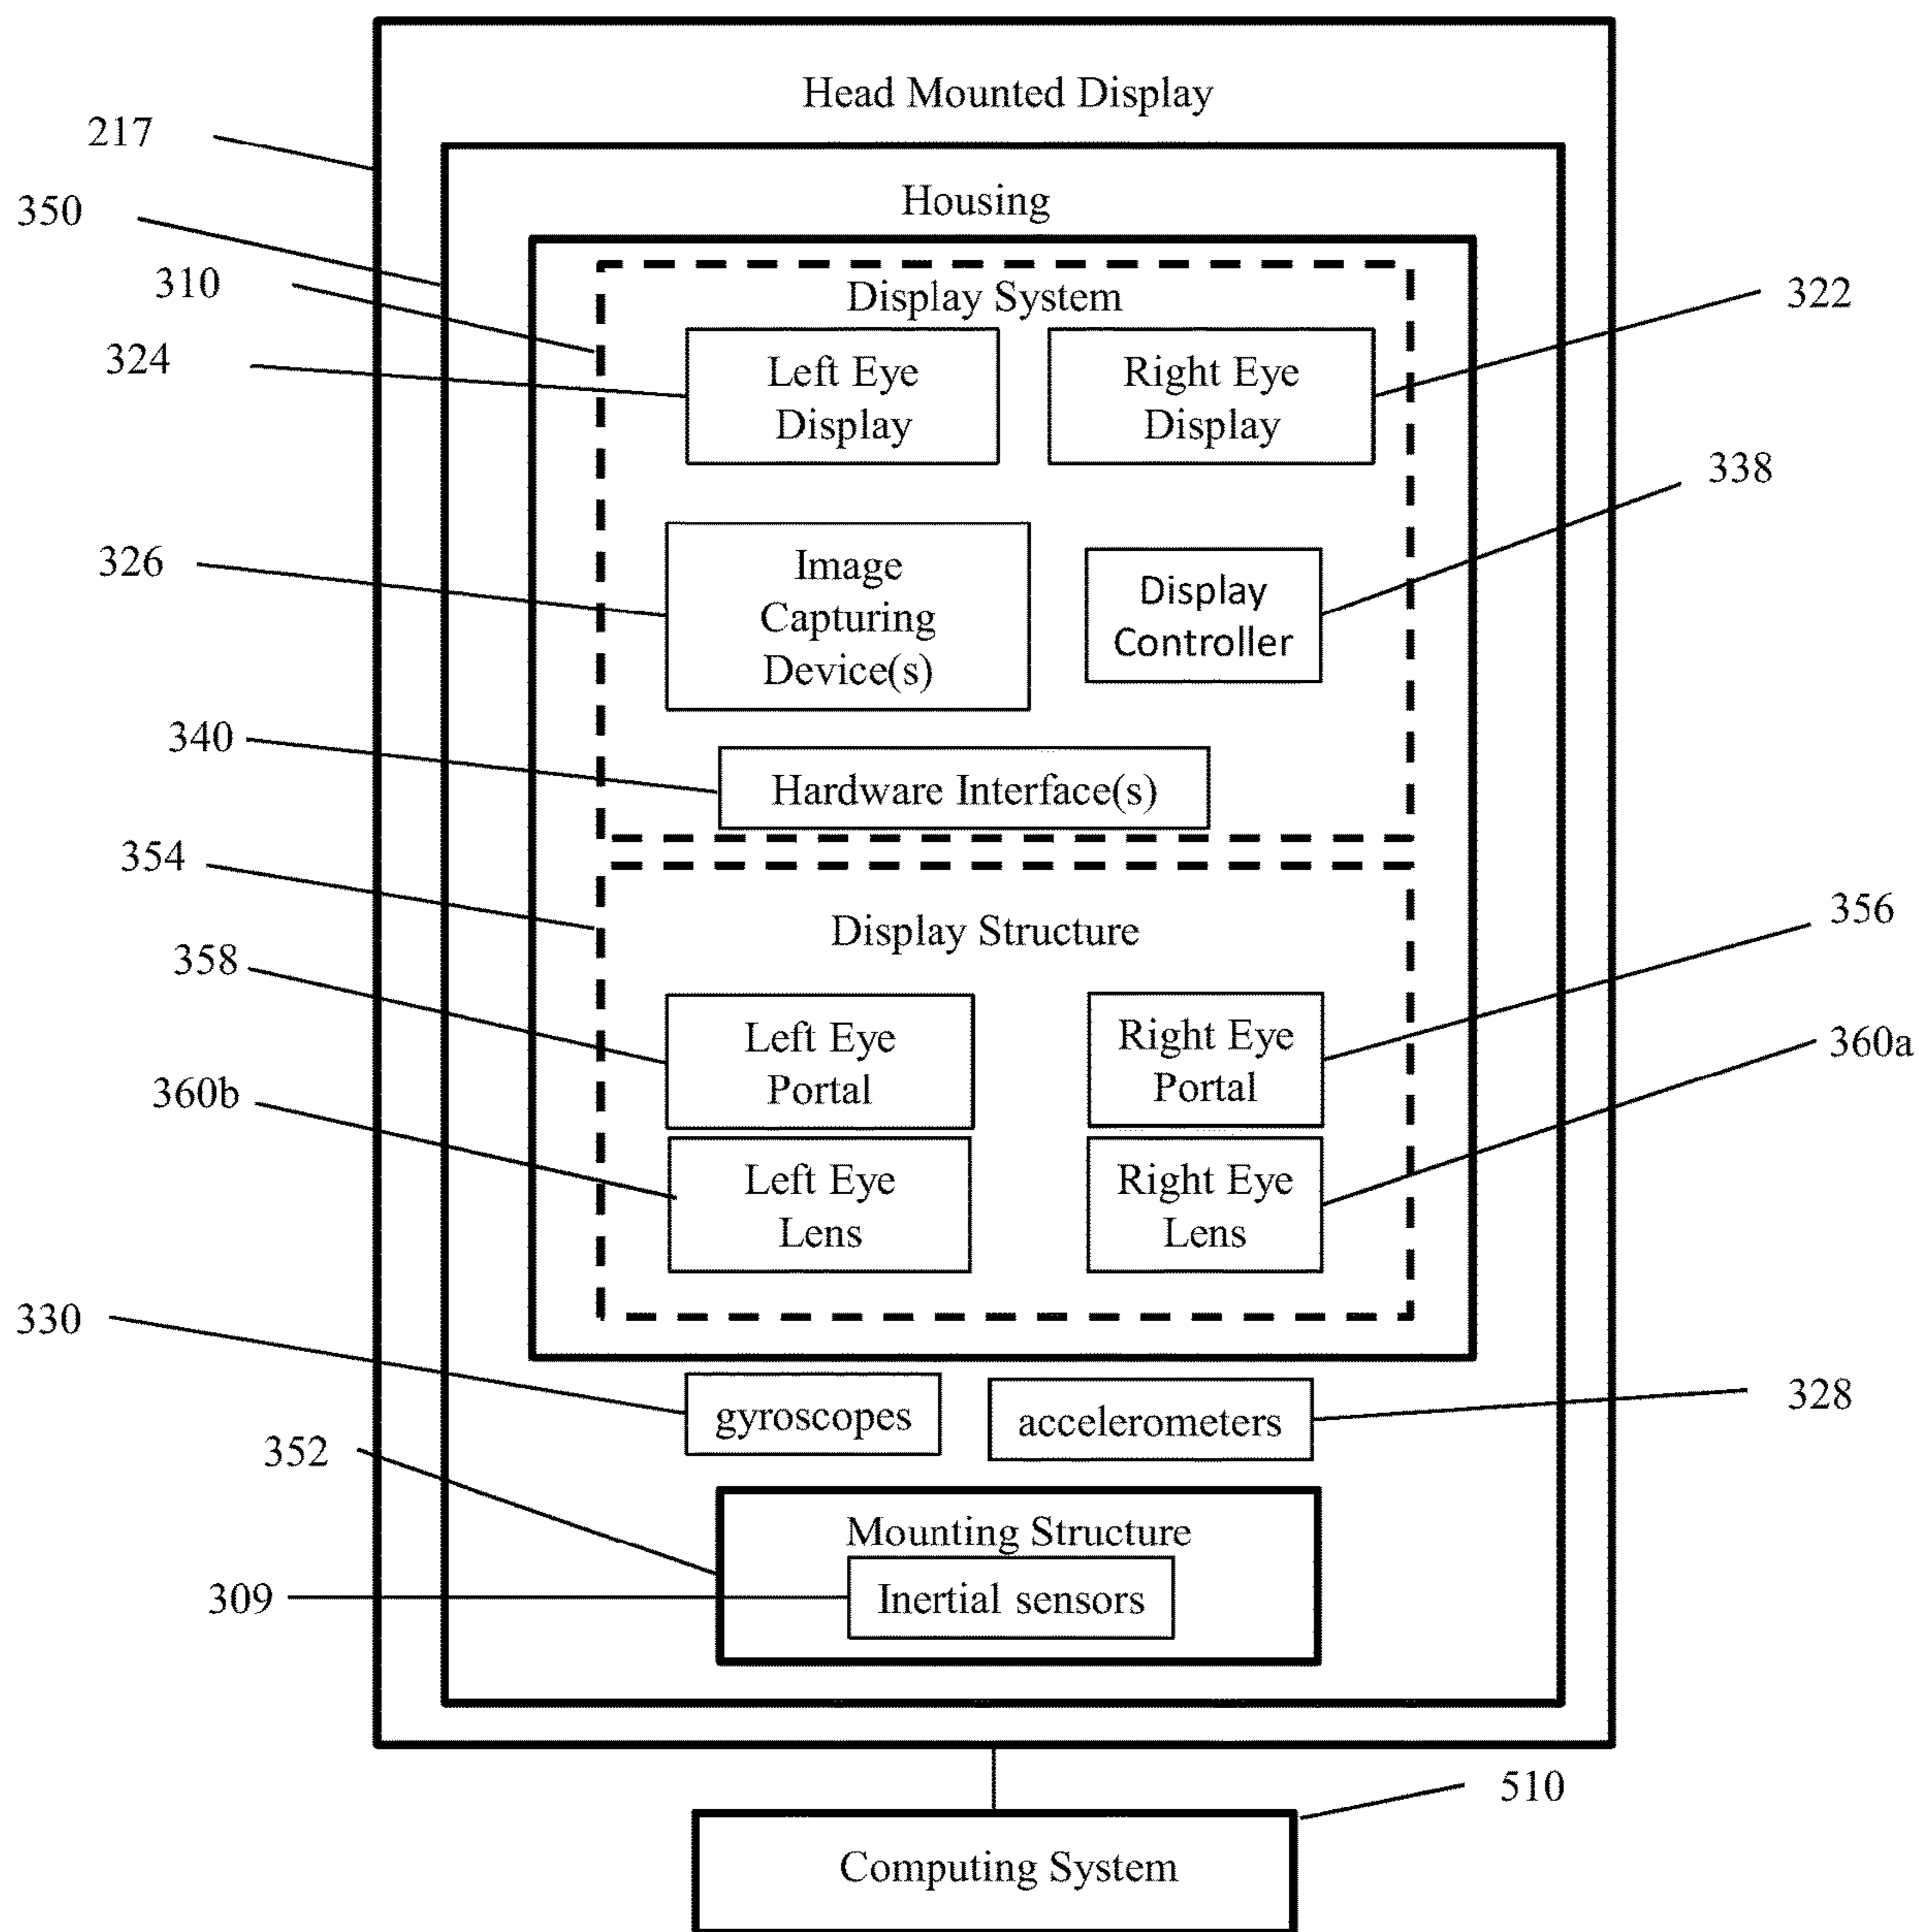 Head Mounted Display
217
350
Housing
310
Display System
322
324
Left Eye
Display
Right Eye
Display
338
326
Image
Capturing
Device(s)
Display
Controller
340
Hardware Interface(s)
354
Display Structure
356
358
Left Eye
Portal
Right Eye
Portal
360a
360b
Left Eye
Lens
Right Eye
Lens
330
gyroscopes
accelerometers
328
352
Mounting Structure
309
Inertial sensors
510
Computing System